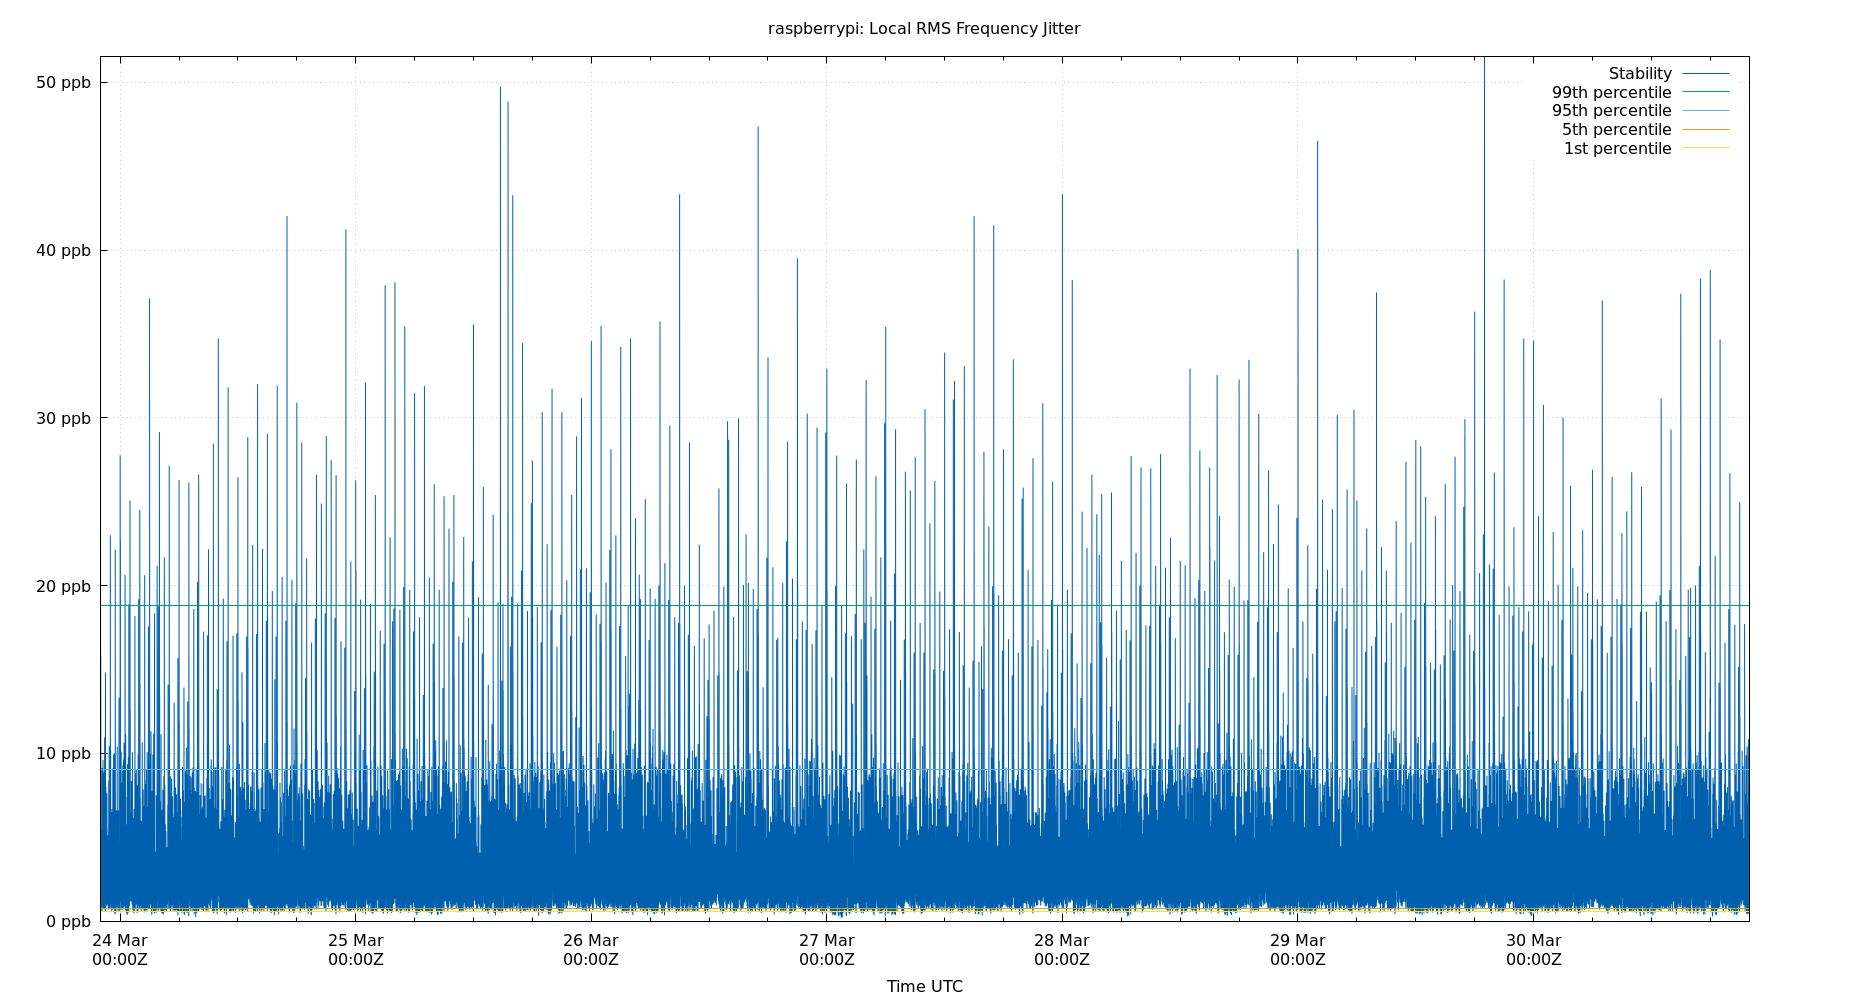 raspberrypi: Local RMS Frequency Jitter
50 ppb
40 ppb
30 ppb
20 ppb
10 ppb
0 ppb
Stability
99th percentile
95th percentile
5th percentile
1st percentile
24 Mar 25 Mar 26 Mar 27 Mar 28 Mar 29 Mar 30 Mar
00:00Z 00:00Z 00:00Z 00:00Z 00:00Z 00:00Z 00:00Z
Time UTC